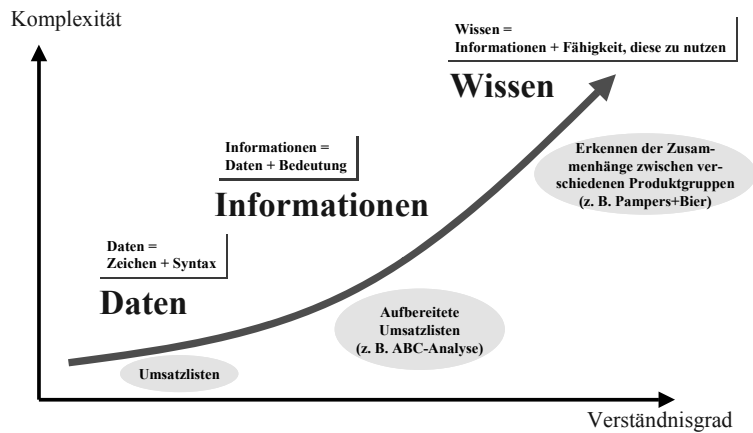 Komplexität
Wissen =
Informationen + Fähigkeit, diese zu nutzen
Wissen
Informationen =
Daten + Bedeutung
Informationen
Erkennen der Zusam-
menhänge zwischen ver-
schiedenen Produktgruppen
(z. B. Pampers+Bier)
Daten =
Zeichen + Syntax
Daten
Aufbereitete
Umsatzlisten
(z. B. ABC-Analyse)
Umsatzlisten
Verständnisgrad